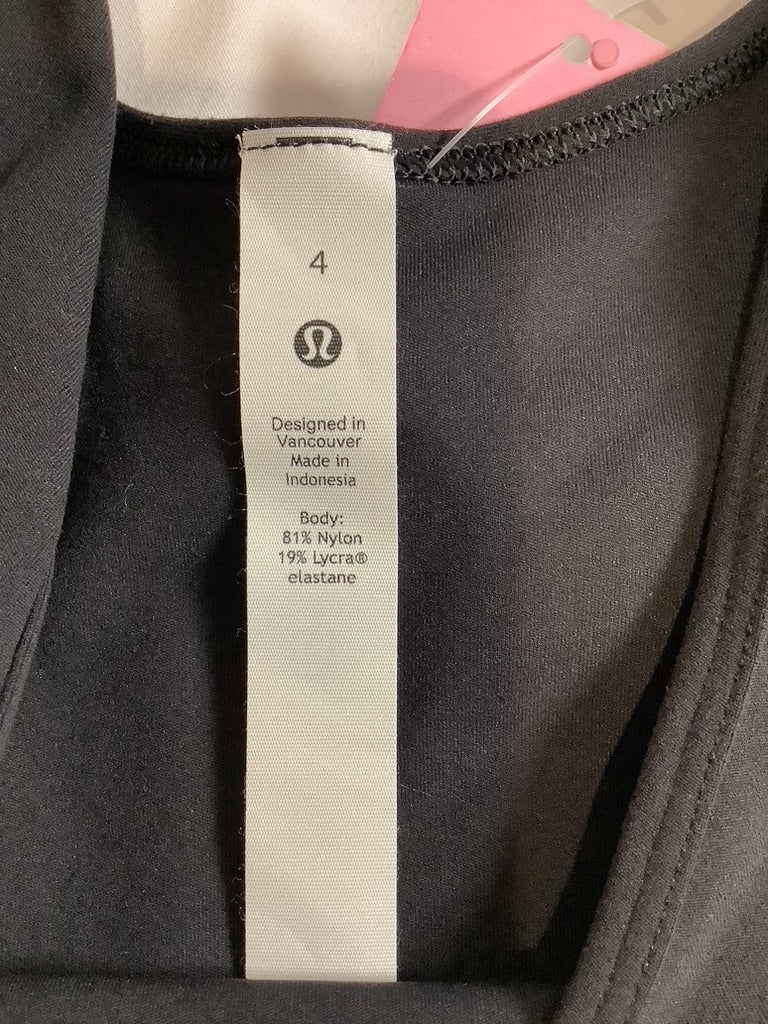 4
Designed in
Vancouver
Made in
Indonesia
Body:
81% Nylon
19% Lycra®
elastane